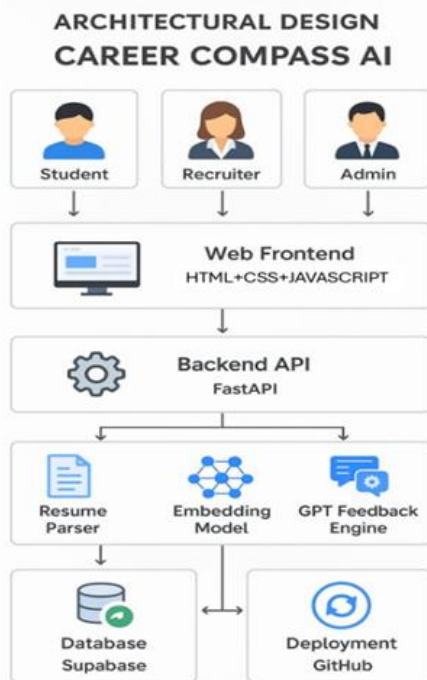 ARCHITECTURAL DESIGN
CAREER COMPASS AI
Student
Recruiter
Admin
Web Frontend
HTML+CSS+JAVASCRIPT
Backend API
FastAPI
Resume
Parser
Embedding
Model
GPT Feedback
Engine
Database
Supabase
Deployment
GitHub